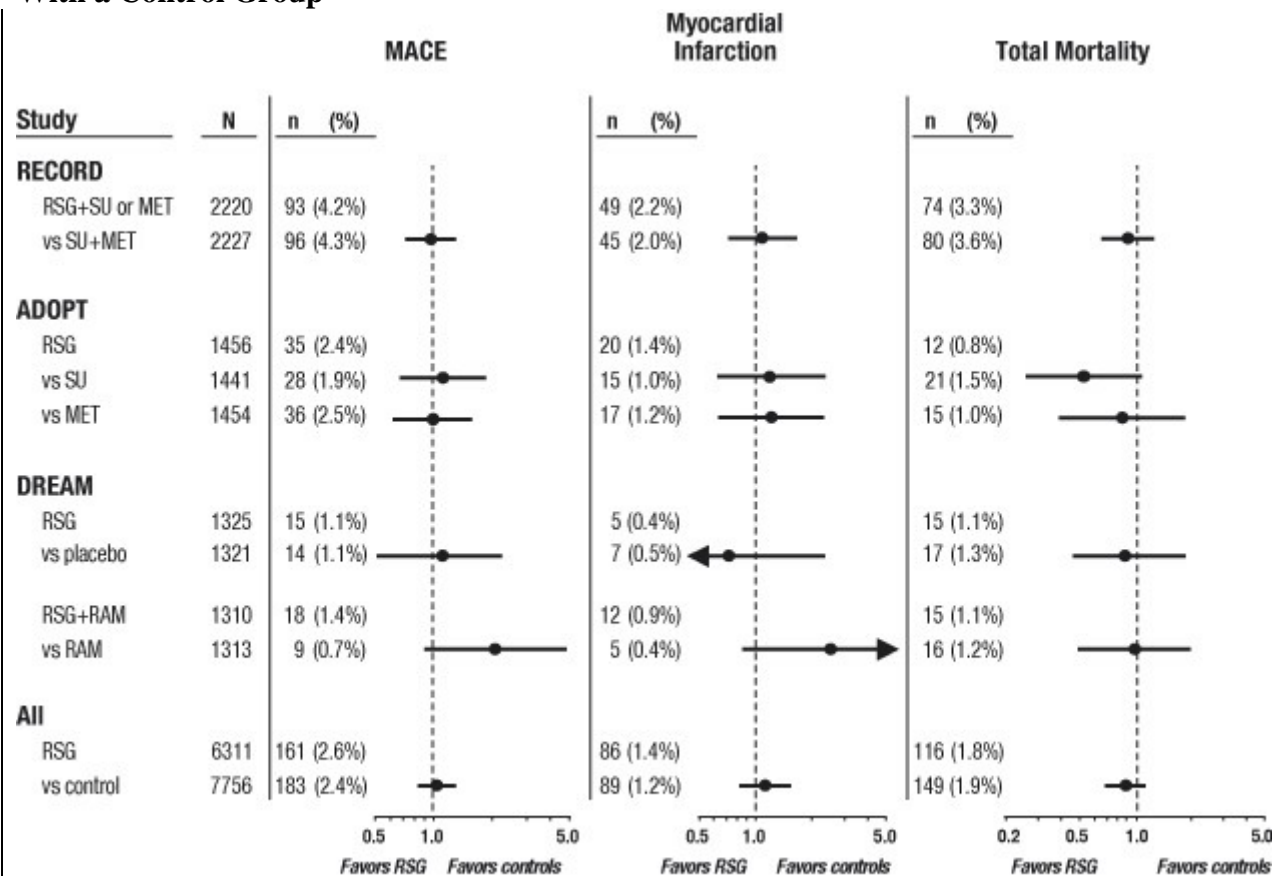 MACE Myocardial Infarction Total Mortality
Study N n (%) n (%) n (%)
RECORD
RSG+SU or MET 2220 93 (4.2%) 49 (2.2%) 74 (3.3%)
vs SU+MET 2227 96 (4.3%) 45 (2.0%) 80 (3.6%)
ADOPT
RSG 1456 35 (2.4%) 20 (1.4%) 12 (0.8%)
vs SU 1441 28 (1.9%) 15 (1.0%) 21 (1.5%)
vs MET 1454 36 (2.5%) 17 (1.2%) 15 (1.0%)
DREAM
RSG 1325 15 (1.1%) 5 (0.4%) 15 (1.1%)
vs placebo 1321 14 (1.1%) 7 (0.5%) 17 (1.3%)
RSG+RAM 1310 18 (1.4%) 12 (0.9%) 15 (1.1%)
vs RAM 1313 9 (0.7%) 5 (0.4%) 16 (1.2%)
All
RSG 6311 161 (2.6%) 86 (1.4%) 116 (1.8%)
vs control 7756 183 (2.4%) 89 (1.2%) 149 (1.9%)
0.5 1.0 5.0 0.5 1.0 5.0 0.2 0.5 1.0 5.0
Favors RSG Favors controls Favors RSG Favors controls Favors RSG Favors controls